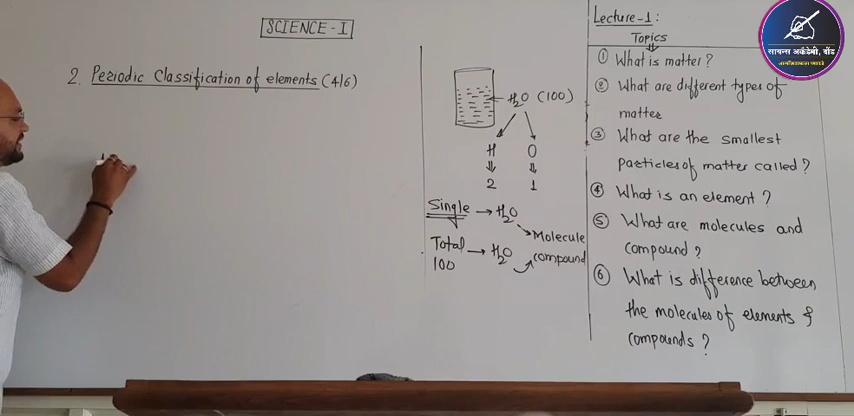 SCIENCE - I
2. Periodic Classification of elements (4/6)
H₂O (100)
H O
2 1
Single → H₂O
Molecule
Total → H₂O
100
compound
Lecture-1:
Topics
① What is matter?
② What are different types of
matter
③ What are the smallest
particles of matter called?
④ What is an element?
⑤ What are molecules and
compound?
⑥ What is difference between
the molecules of elements &
compounds?
सायन्स अकॅडेमी, वॉड